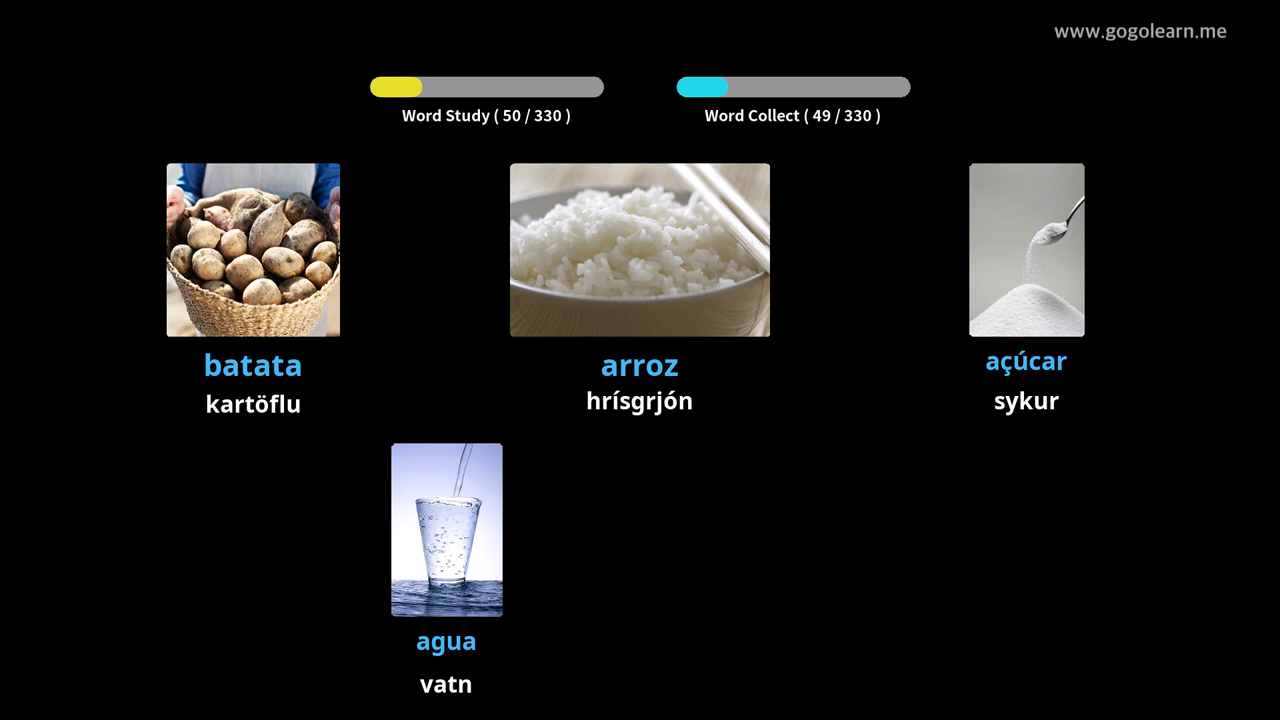 www.gogolearn.me
Word Study ( 50 / 330 )
Word Collect ( 49 / 330 )
batata
kartöflu
arroz
hrísgrjón
açúcar
sykur
agua
vatn